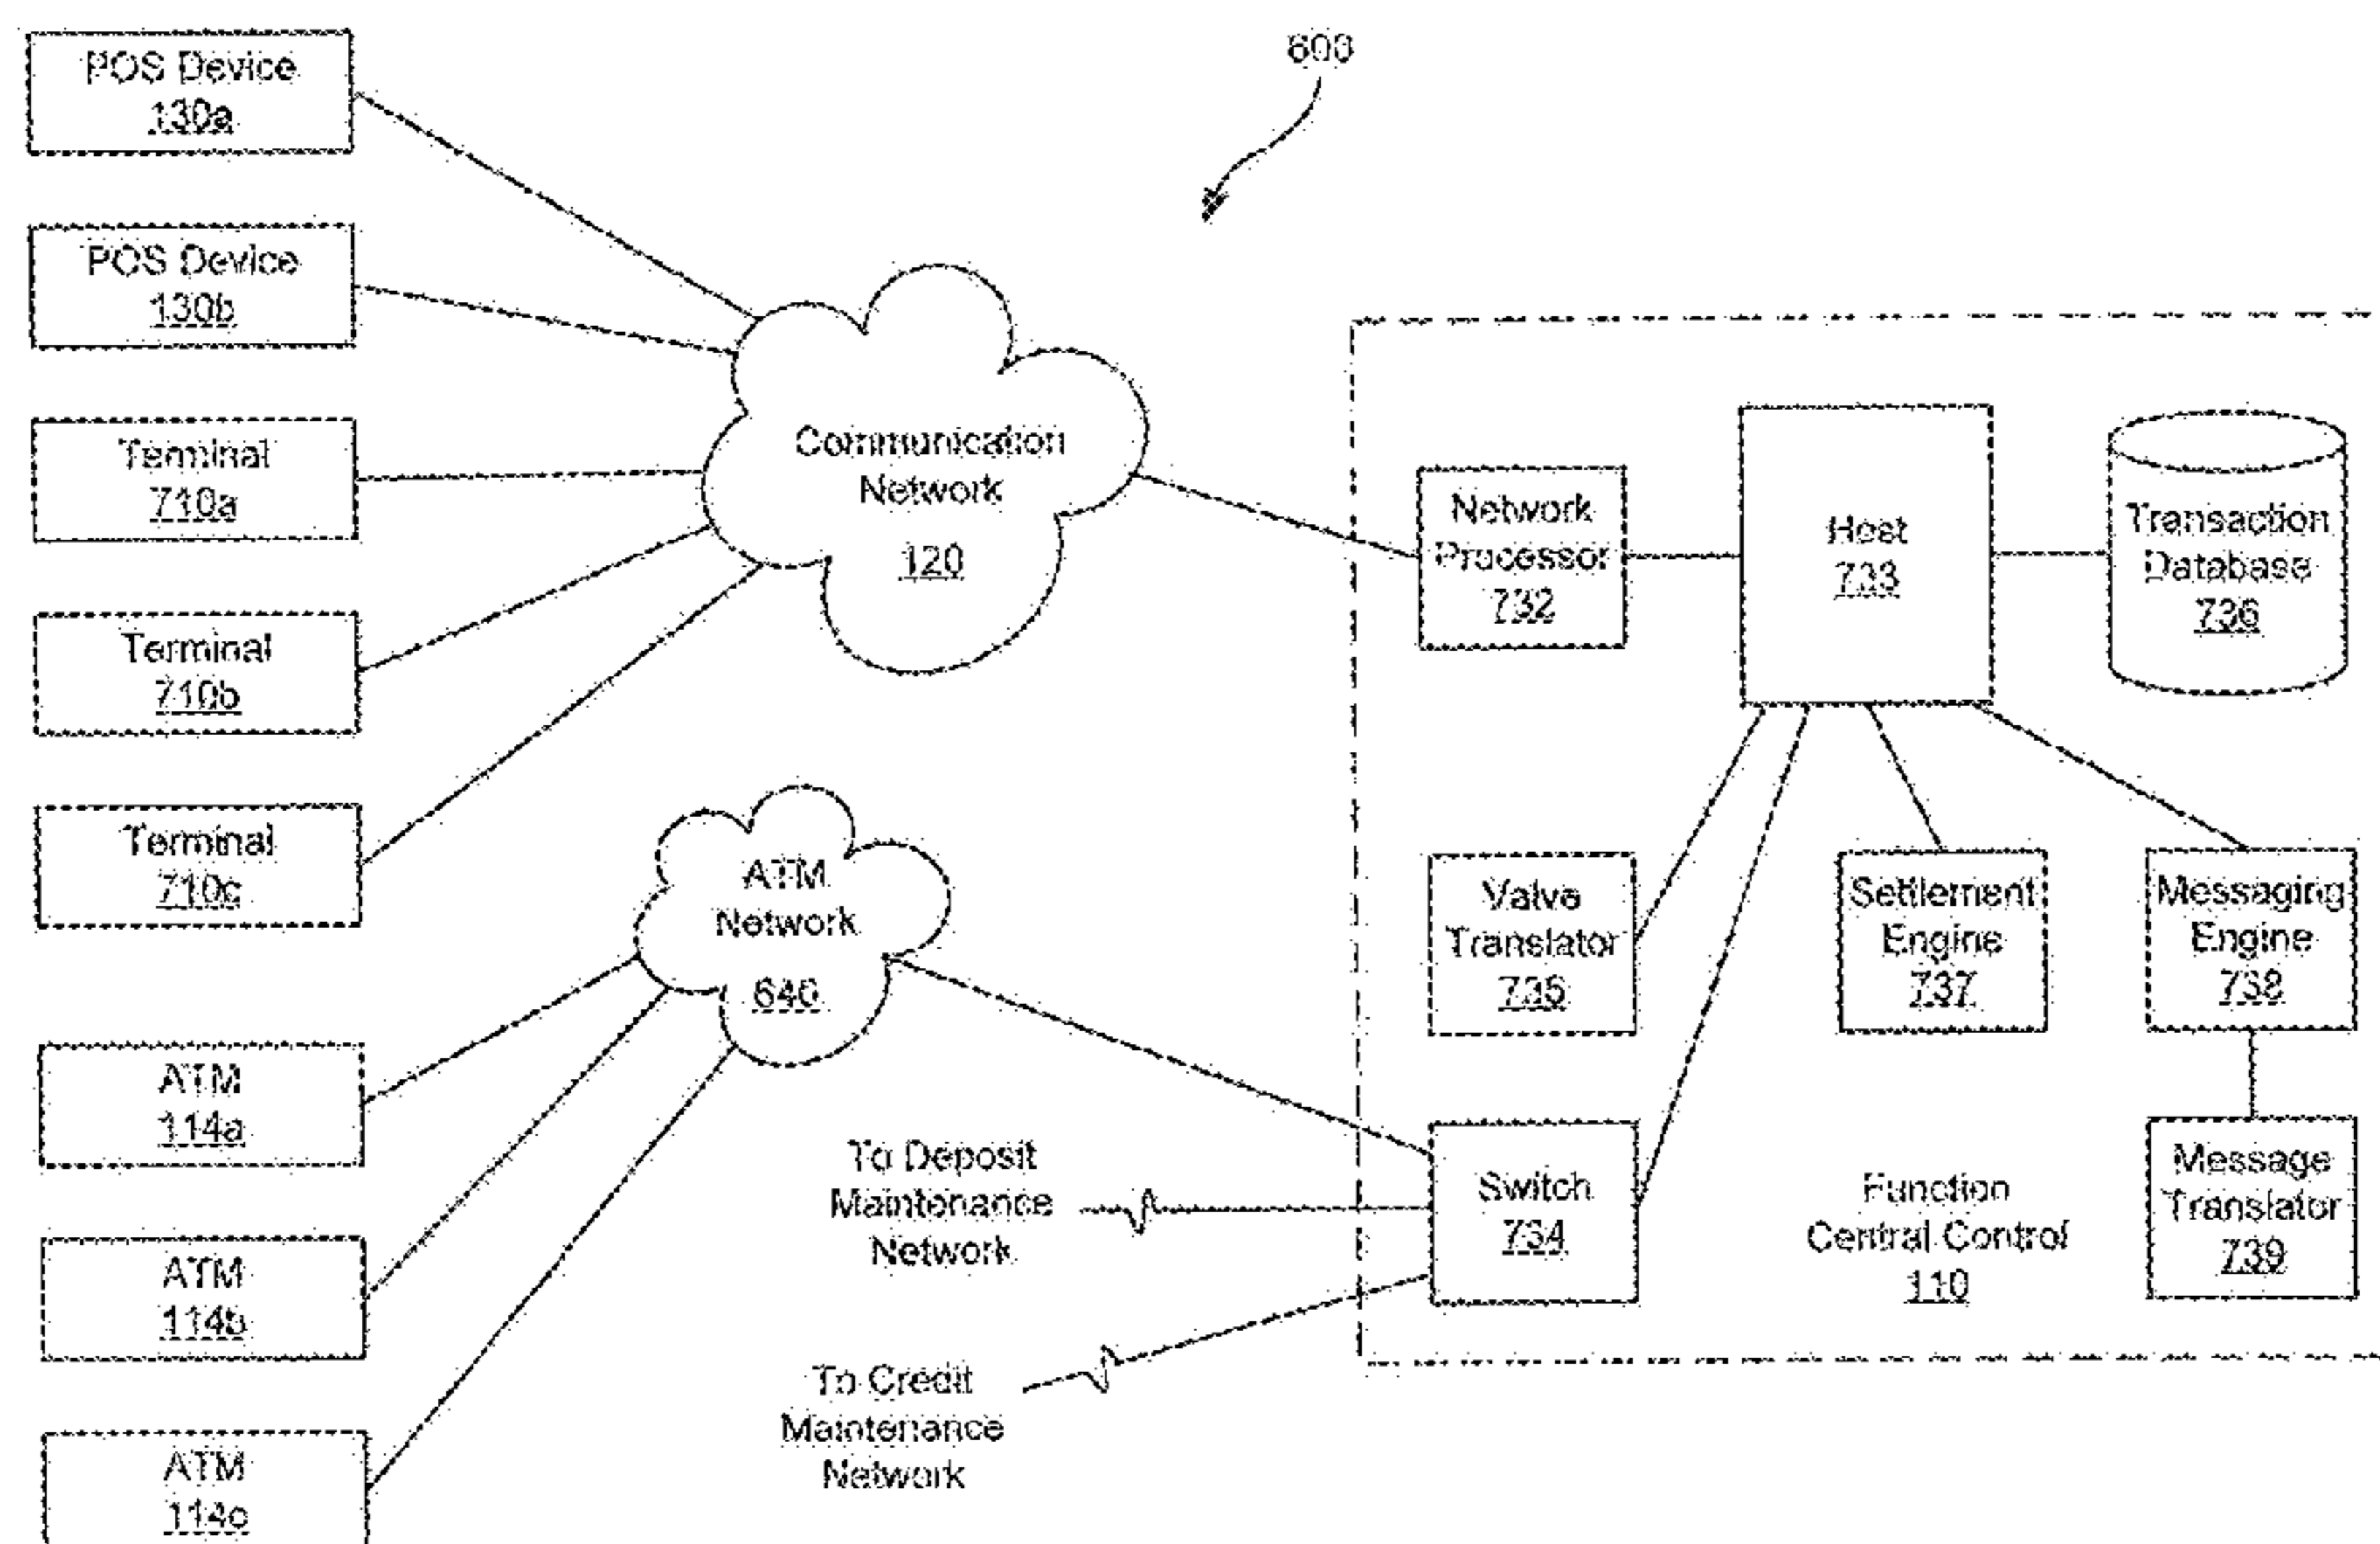 600
POS Device
130a
POS Device
130b
Terminal
710a
Terminal
710b
Terminal
710c
Communication
Network
120
ATM
Network
640
ATM
114a
ATM
114b
ATM
114c
To Deposit
Maintenance
Network
To Credit
Maintenance
Network
Network
Processor
732
Host
733
Transaction
Database
736
Valve
Translator
735
Settlement
Engine
737
Messaging
Engine
738
Switch
734
Function
Central Control
110
Message
Translator
739